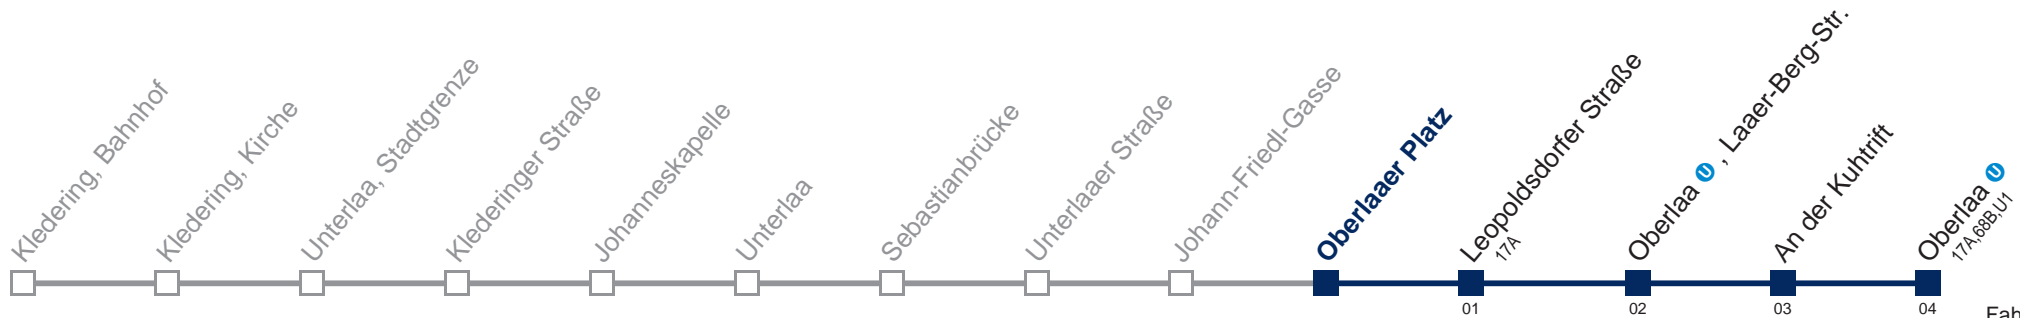 Kledering, Bahnhof
Kledering, Kirche
Unterlaa, Stadtgrenze
Klederinger Straße
Johanneskapelle
Unterlaa
Sebastianbrücke
Unterlaaer Straße
Johann-Friedl-Gasse
Oberlaaer Platz
Leopoldsdorfer Straße
17A
Oberlaa U , Laaer-Berg-Str.
An der Kuhtrift
Oberlaa U
17A,68B,U1
01
02
03
04
Fab